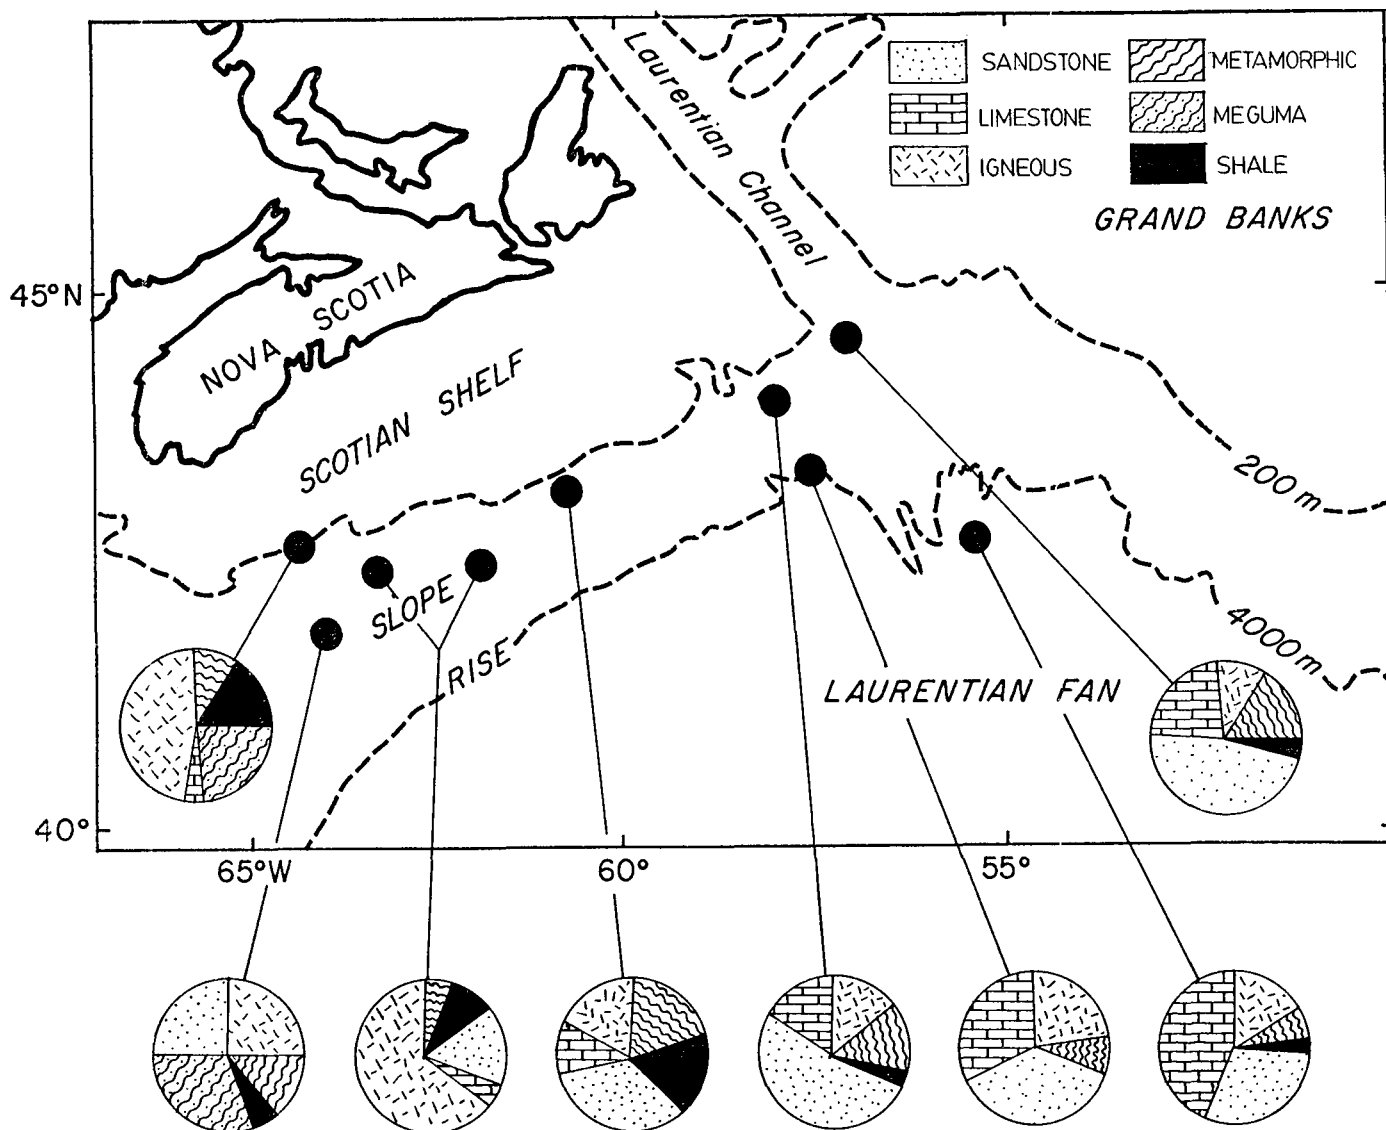 Laurentian Channel
SANDSTONE
METAMORPHIC
LIMESTONE
MEGUMA
IGNEOUS
SHALE
GRAND BANKS
45°N
NOVA SCOTIA
SCOTIAN SHELF
200m
SLOPE
RISE
4000m
LAURENTIAN FAN
40°
65°W
60°
55°